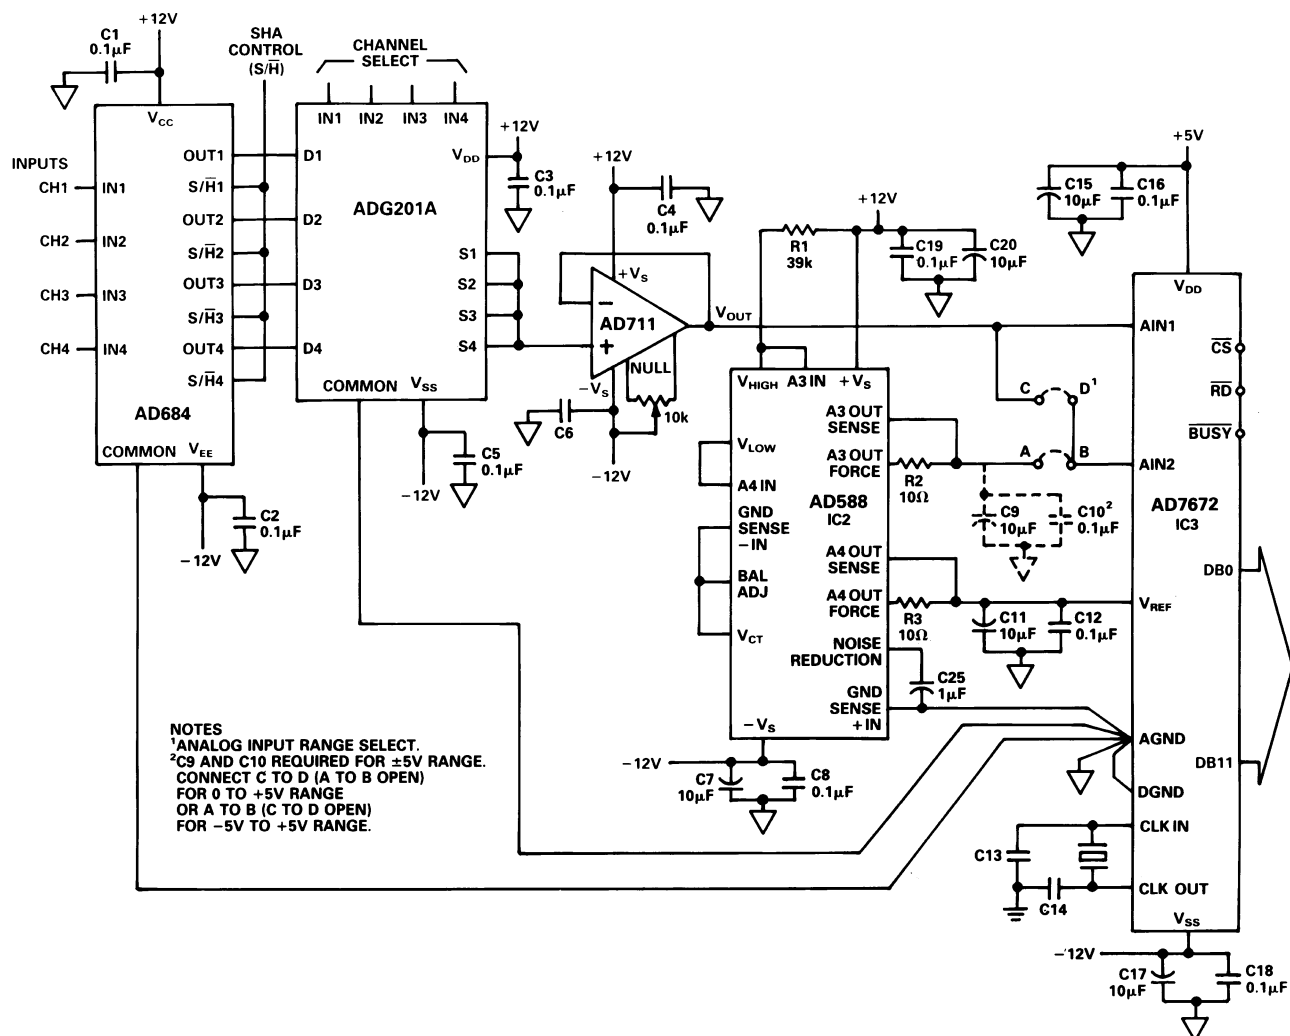 +12V
C1
0.1µF
VCC
INPUTS
CH1
CH2
CH3
CH4
IN1
IN2
IN3
IN4
OUT1
S/H̅1
OUT2
S/H̅2
OUT3
S/H̅3
OUT4
S/H̅4
AD684
COMMON
VEE
C2
0.1µF
−12V
SHA
CONTROL
(S/H̅)
CHANNEL
SELECT
IN1 IN2 IN3 IN4
D1
D2
D3
D4
ADG201A
VDD
S1
S2
S3
S4
COMMON
VSS
+12V
C3
0.1µF
C5
0.1µF
−12V
+12V
C4
0.1µF
+VS
−
AD711
+
−VS
NULL
10k
C6
−12V
VOUT
R1
39k
+12V
C19
0.1µF
C20
10µF
VHIGH
A3 IN
+VS
VLOW
A4 IN
GND
SENSE
−IN
BAL
ADJ
VCT
AD588
IC2
A3 OUT
SENSE
A3 OUT
FORCE
A4 OUT
SENSE
A4 OUT
FORCE
NOISE
REDUCTION
GND
SENSE
+IN
−VS
R2
10Ω
R3
10Ω
C25
1µF
−12V
C7
10µF
C8
0.1µF
C
D¹
A
B
C9
10µF
C10²
0.1µF
C11
10µF
C12
0.1µF
+5V
C15
10µF
C16
0.1µF
VDD
AIN1
AIN2
VREF
AGND
DGND
CLK IN
CLK OUT
VSS
C̅S̅
R̅D̅
B̅U̅S̅Y̅
AD7672
IC3
DB0
DB11
C13
C14
−12V
C17
10µF
C18
0.1µF
NOTES
¹ANALOG INPUT RANGE SELECT.
²C9 AND C10 REQUIRED FOR ±5V RANGE.
CONNECT C TO D (A TO B OPEN)
FOR 0 TO +5V RANGE
OR A TO B (C TO D OPEN)
FOR −5V TO +5V RANGE.